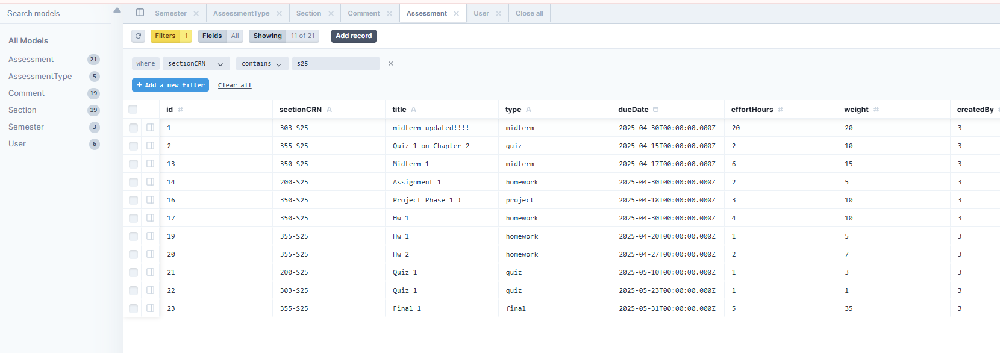 Search models
Semester AssessmentType Section Comment Assessment User Close all
Filters 1 Fields All Showing 11 of 21 Add record
All Models
Assessment 21
AssessmentType 5
Comment 19
Section 19
Semester 3
User 6
where sectionCRN contains s25
+ Add a new filter Clear all
id # sectionCRN A title A type A dueDate effortHours # weight # createdBy #
1 303-S25 midterm updated!!!! midterm 2025-04-30T00:00:00.000Z 20 20 3
2 355-S25 Quiz 1 on Chapter 2 quiz 2025-04-15T00:00:00.000Z 2 10 3
13 350-S25 Midterm 1 midterm 2025-04-17T00:00:00.000Z 6 15 3
14 200-S25 Assignment 1 homework 2025-04-30T00:00:00.000Z 2 5 3
16 350-S25 Project Phase 1 ! project 2025-04-18T00:00:00.000Z 3 10 3
17 350-S25 Hw 1 homework 2025-04-30T00:00:00.000Z 4 10 3
19 355-S25 Hw 1 homework 2025-04-20T00:00:00.000Z 1 5 3
20 355-S25 Hw 2 homework 2025-04-27T00:00:00.000Z 2 7 3
21 200-S25 Quiz 1 quiz 2025-05-10T00:00:00.000Z 1 3 3
22 303-S25 Quiz 1 quiz 2025-05-23T00:00:00.000Z 1 1 3
23 355-S25 Final 1 final 2025-05-31T00:00:00.000Z 5 35 3